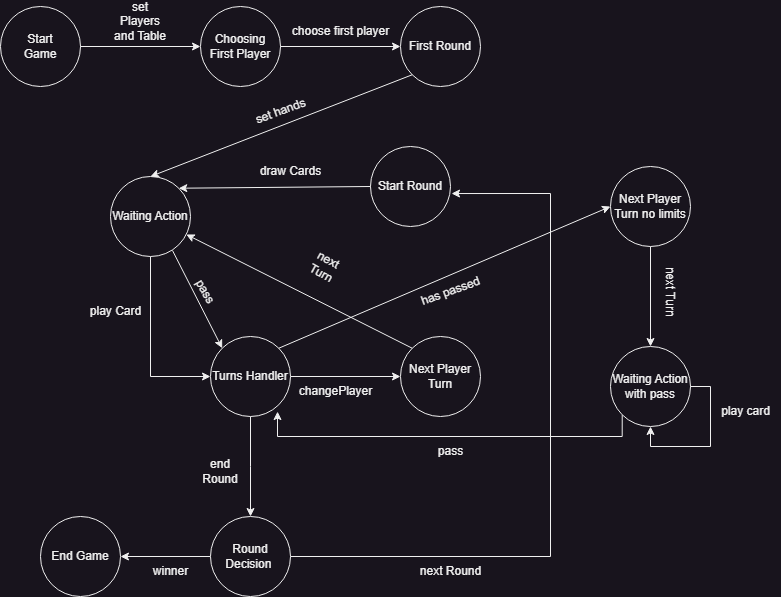 set
Players
and Table
Start
Game
Choosing
First Player
choose first player
First Round
set hands
draw Cards
Start Round
Waiting Action
Next Player
Turn no limits
next
Turn
pass
has passed
next Turn
play Card
Turns Handler
changePlayer
Next Player
Turn
Waiting Action
with pass
play card
pass
end
Round
End Game
winner
Round
Decision
next Round